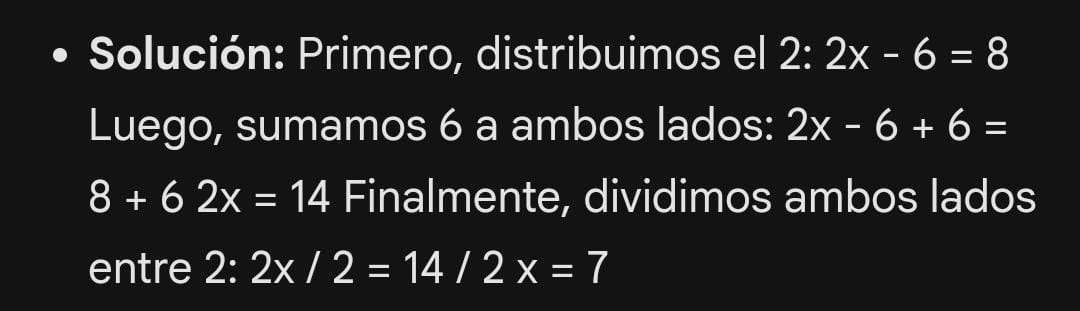 • Solución: Primero, distribuimos el 2: 2x - 6 = 8
Luego, sumamos 6 a ambos lados: 2x - 6 + 6 =
8 + 6 2x = 14 Finalmente, dividimos ambos lados
entre 2: 2x / 2 = 14 / 2 x = 7